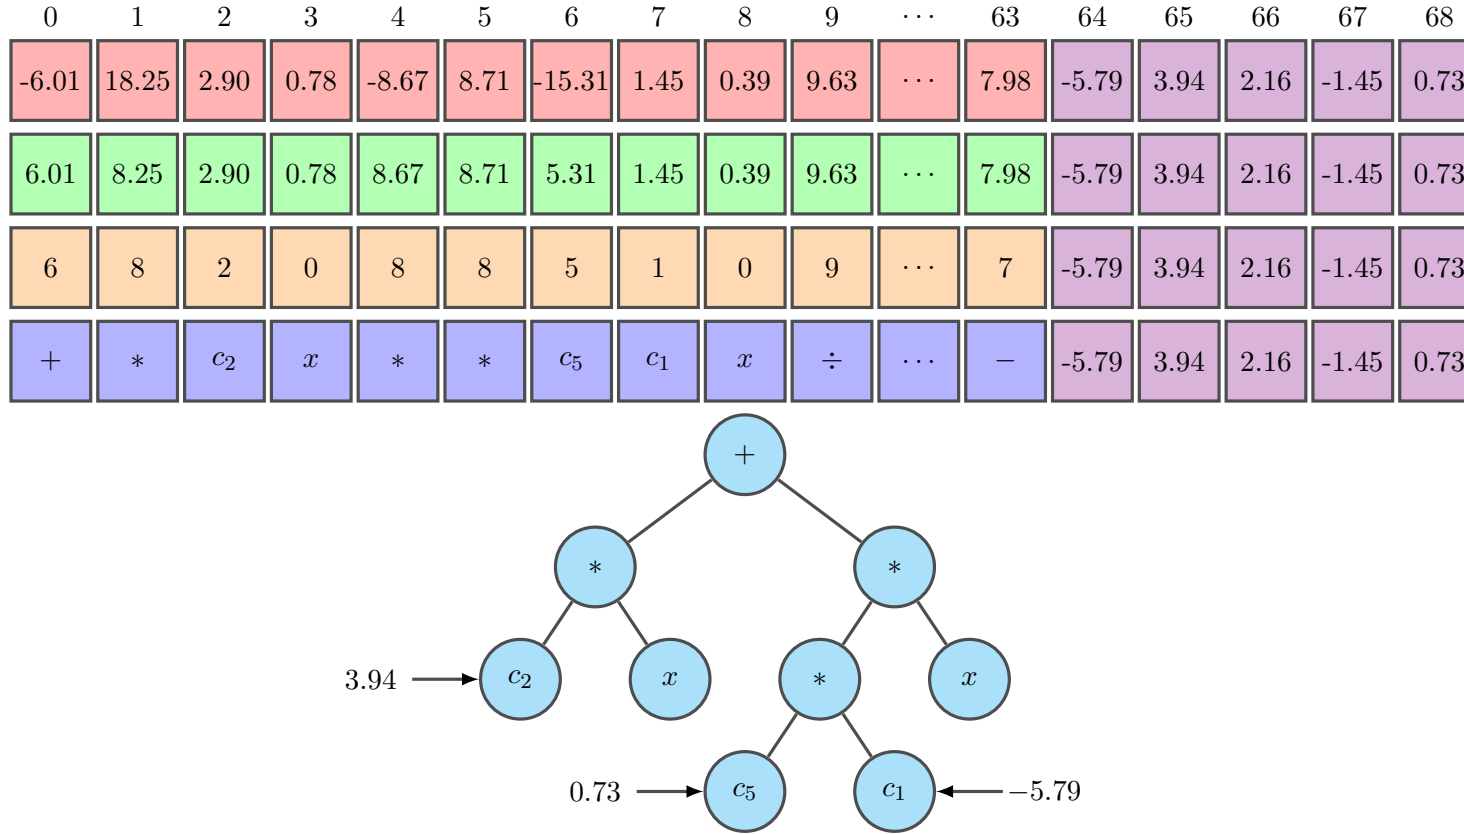 0 1 2 3 4 5 6 7 8 9 ⋯ 63 64 65 66 67 68
-6.01 18.25 2.90 0.78 -8.67 8.71 -15.31 1.45 0.39 9.63 ⋯ 7.98 -5.79 3.94 2.16 -1.45 0.73
6.01 8.25 2.90 0.78 8.67 8.71 5.31 1.45 0.39 9.63 ⋯ 7.98 -5.79 3.94 2.16 -1.45 0.73
6 8 2 0 8 8 5 1 0 9 ⋯ 7 -5.79 3.94 2.16 -1.45 0.73
+ * c₂ x * * c₅ c₁ x ÷ ⋯ − -5.79 3.94 2.16 -1.45 0.73
+
* *
3.94 c₂ x * x
0.73 c₅ c₁ −5.79